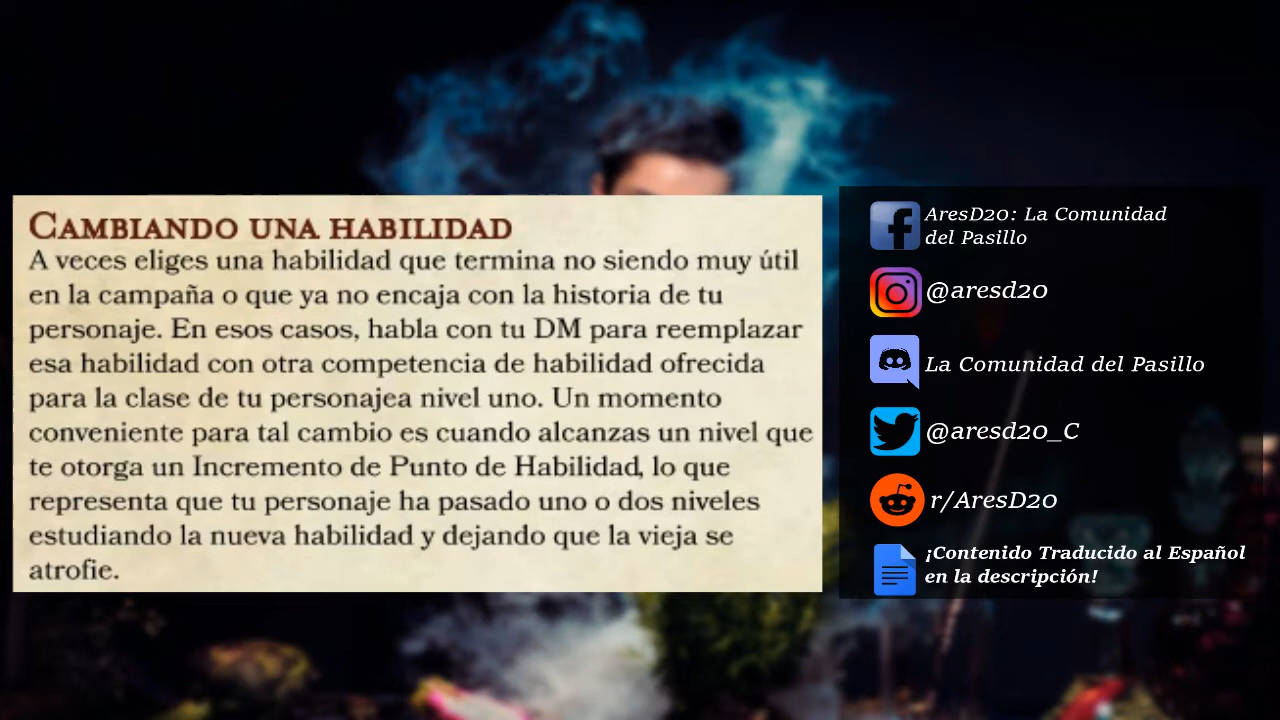 CAMBIANDO UNA HABILIDAD
A veces eliges una habilidad que termina no siendo muy útil
en la campaña o que ya no encaja con la historia de tu
personaje. En esos casos, habla con tu DM para reemplazar
esa habilidad con otra competencia de habilidad ofrecida
para la clase de tu personajea nivel uno. Un momento
conveniente para tal cambio es cuando alcanzas un nivel que
te otorga un Incremento de Punto de Habilidad, lo que
representa que tu personaje ha pasado uno o dos niveles
estudiando la nueva habilidad y dejando que la vieja se
atrofie.
AresD20: La Comunidad
del Pasillo
@aresd20
La Comunidad del Pasillo
@aresd20_C
r/AresD20
¡Contenido Traducido al Español
en la descripción!